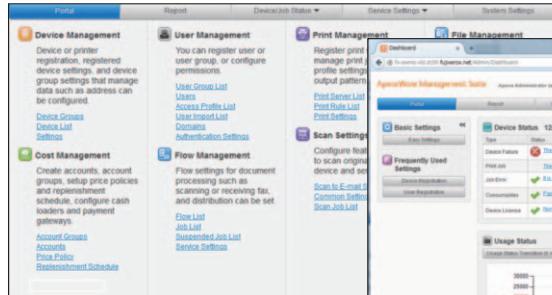 Portal
Report
Device/Job Status
Service Settings
System Settings
Device Management
Device or printer
registration, registered
device settings, and device
group settings that manage
data such as address can
be configured.
Device Groups
Device List
Settings
Cost Management
Create accounts, account
groups, setup price policies
and replenishment
schedule, configure cash
loaders and payment
gateways.
Account Groups
Accounts
Price Policy
Replenishment Schedule
User Management
You can register user or
user group, or configure
permissions.
User Group List
Users
Access Profile List
User Import List
Domains
Authentication Settings
Flow Management
Flow settings for document
processing such as
scanning or receiving fax,
and distribution can be set.
Flow List
Job List
Suspended Job List
Service Settings
Print Management
Register print
manage print j
profile settings
output pattern
Print Server List
Print Rule List
Print Settings
Scan Settings
Configure feat
to scan origina
device and se
Scan to E-mail S
Common Setting
Scan Job List
File Management
Dashboard
ApeosWare Management Suite
Portal
Report
Basic Settings
Easy Settings
Frequently Used
Settings
Device Registration
User Registration
Device Status 12
Type
Status
Device Failure
Print Job
Job Error
Consumables
Device License
Usage Status
30000
25000